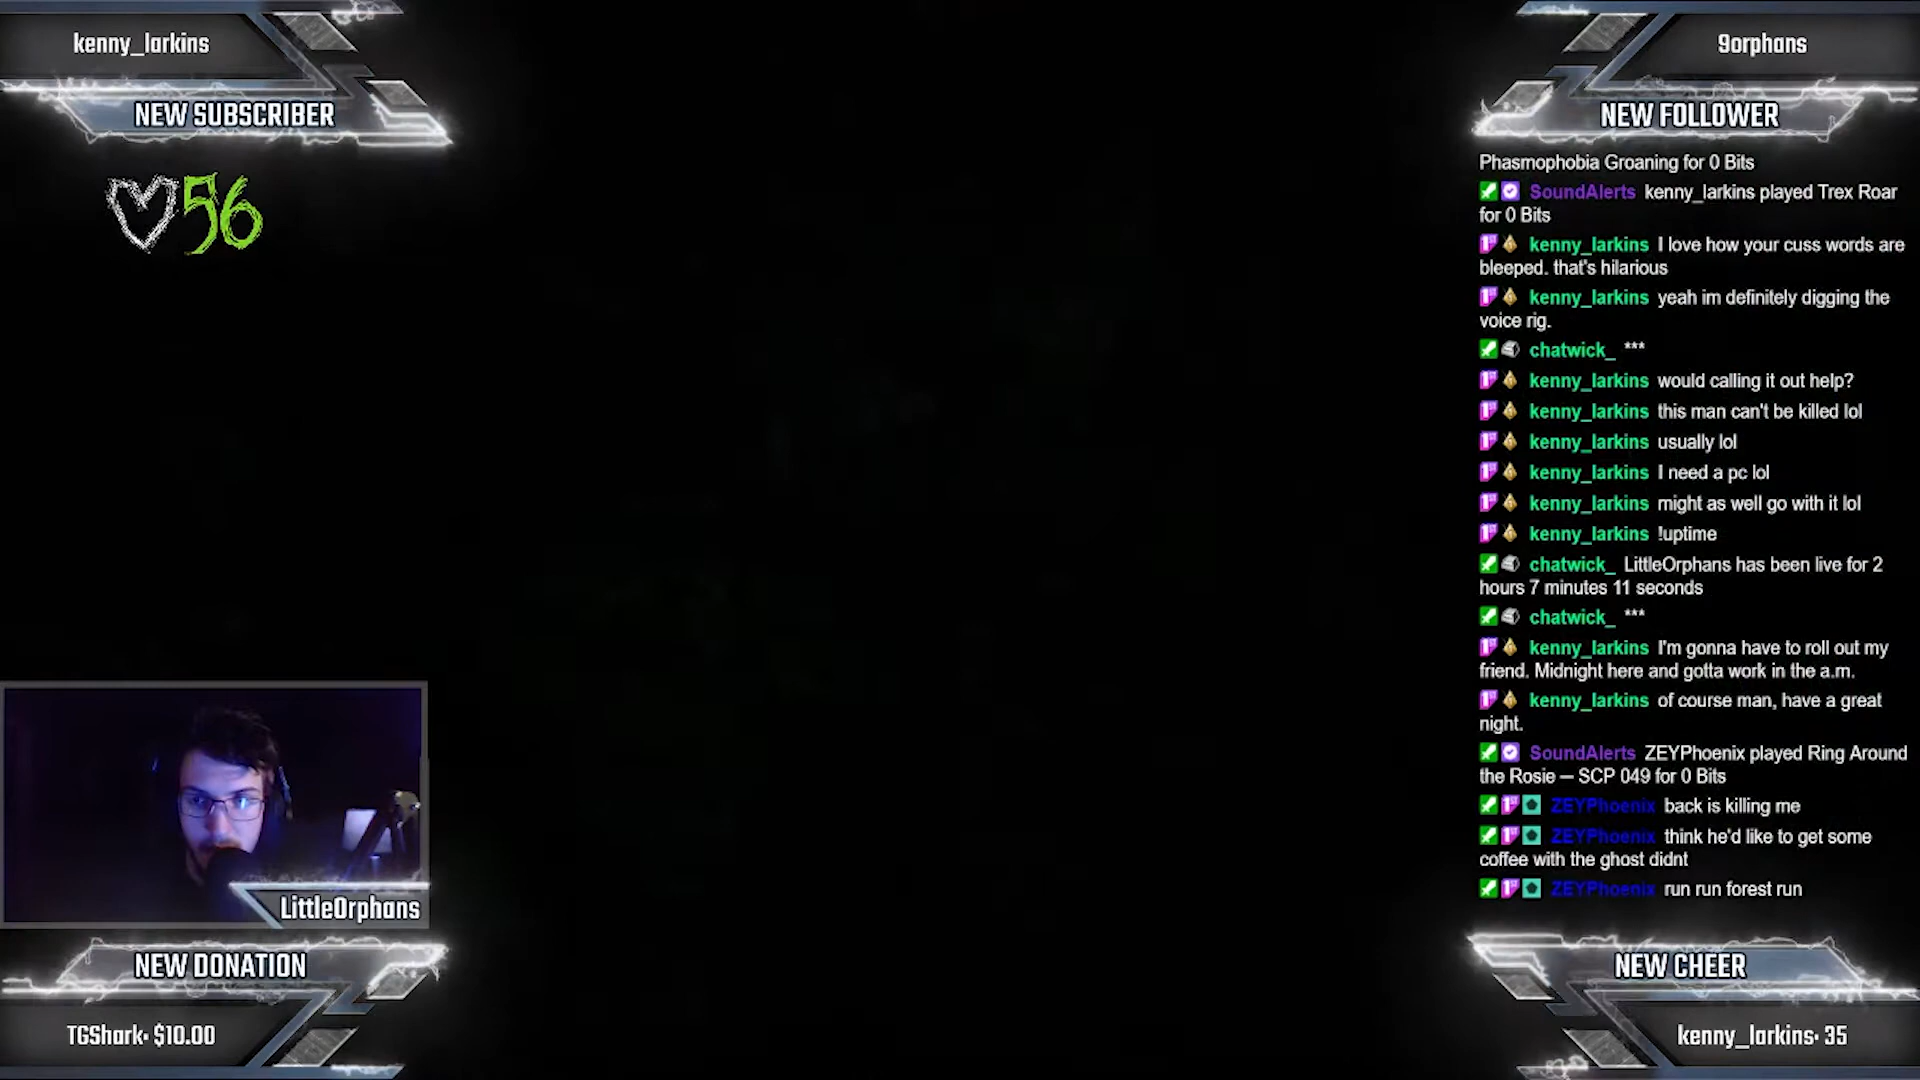 kenny_larkins
NEW SUBSCRIBER
56
9orphans
NEW FOLLOWER
Phasmophobia Groaning for 0 Bits
SoundAlerts kenny_larkins played Trex Roar
for 0 Bits
kenny_larkins I love how your cuss words are
bleeped. that's hilarious
kenny_larkins yeah im definitely digging the
voice rig.
chatwick_ ***
kenny_larkins would calling it out help?
kenny_larkins this man can't be killed lol
kenny_larkins usually lol
kenny_larkins I need a pc lol
kenny_larkins might as well go with it lol
kenny_larkins !uptime
chatwick_ LittleOrphans has been live for 2
hours 7 minutes 11 seconds
chatwick_ ***
kenny_larkins I'm gonna have to roll out my
friend. Midnight here and gotta work in the a.m.
kenny_larkins of course man, have a great
night.
SoundAlerts ZEYPhoenix played Ring Around
the Rosie – SCP 049 for 0 Bits
ZEYPhoenix back is killing me
ZEYPhoenix think he'd like to get some
coffee with the ghost didnt
ZEYPhoenix run run forest run
LittleOrphans
NEW DONATION
TGShark· $10.00
NEW CHEER
kenny_larkins· 35